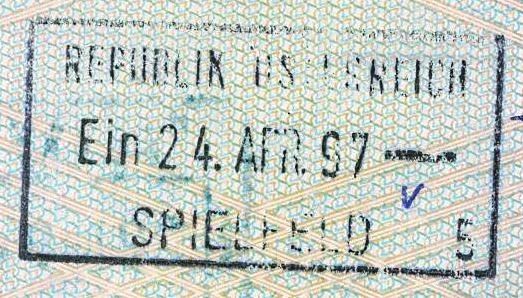 REPUBLIK ÖSTERREICH
Ein 24. APR. 97 —
SPIELFELD 5